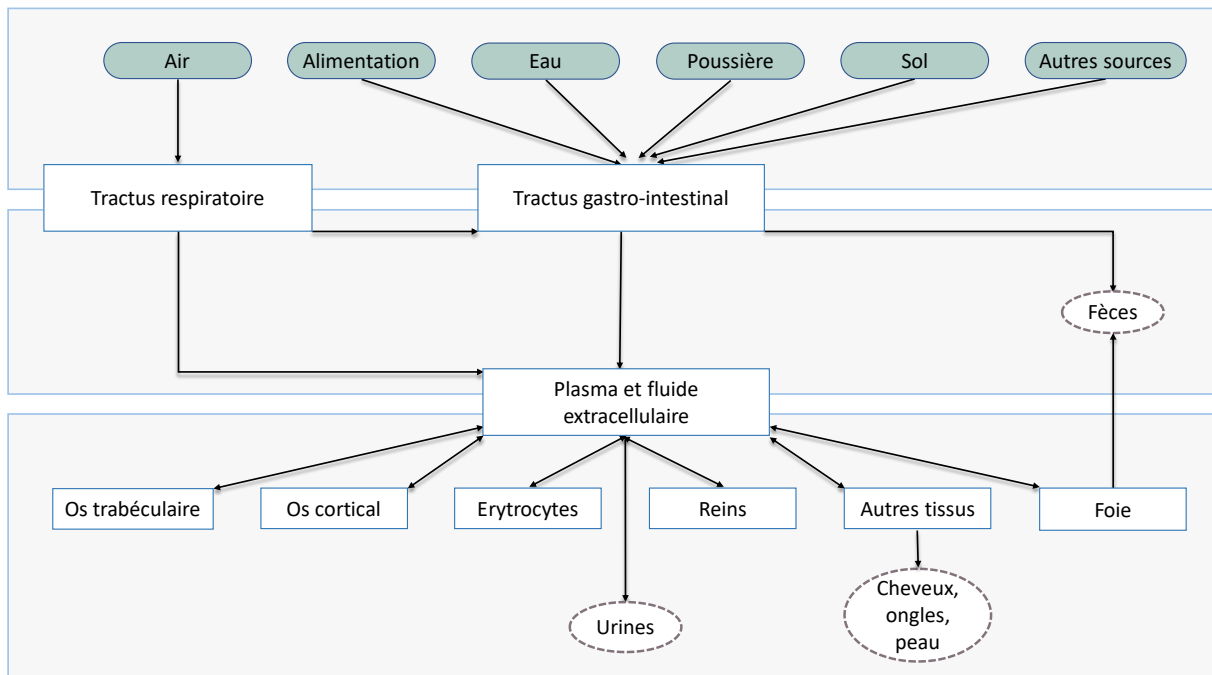 Air
Alimentation
Eau
Poussière
Sol
Autres sources
Tractus respiratoire
Tractus gastro-intestinal
Fèces
Plasma et fluide
extracellulaire
Os trabéculaire
Os cortical
Erytrocytes
Reins
Autres tissus
Foie
Urines
Cheveux,
ongles,
peau